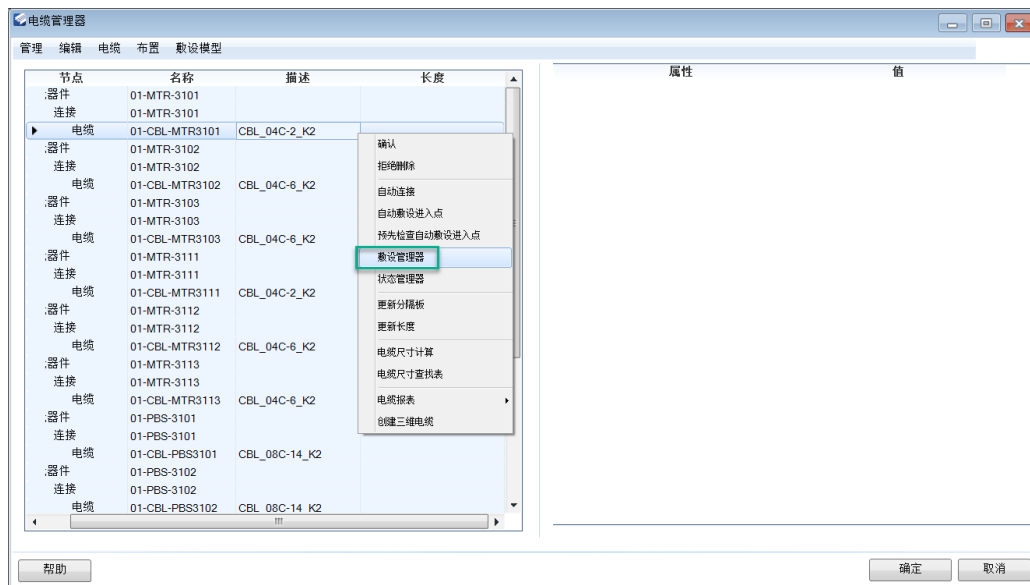 电缆管理器
管理 编辑 电缆 布置 敷设模型
节点 名称 描述 长度 属性 值
:器件 01-MTR-3101
连接 01-MTR-3101
电缆 01-CBL-MTR3101 CBL_04C-2_K2
:器件 01-MTR-3102
连接 01-MTR-3102
电缆 01-CBL-MTR3102 CBL_04C-6_K2
:器件 01-MTR-3103
连接 01-MTR-3103
电缆 01-CBL-MTR3103 CBL_04C-6_K2
:器件 01-MTR-3111
连接 01-MTR-3111
电缆 01-CBL-MTR3111 CBL_04C-2_K2
:器件 01-MTR-3112
连接 01-MTR-3112
电缆 01-CBL-MTR3112 CBL_04C-6_K2
:器件 01-MTR-3113
连接 01-MTR-3113
电缆 01-CBL-MTR3113 CBL_04C-6_K2
:器件 01-PBS-3101
连接 01-PBS-3101
电缆 01-CBL-PBS3101 CBL_08C-14_K2
:器件 01-PBS-3102
连接 01-PBS-3102
电缆 01-CBL-PBS3102 CBL_08C-14_K2
确认
拒绝删除
自动连接
自动敷设进入点
预先检查自动敷设进入点
敷设管理器
状态管理器
更新分隔板
更新长度
电缆尺寸计算
电缆尺寸查找表
电缆报表
创建三维电缆
帮助 确定 取消